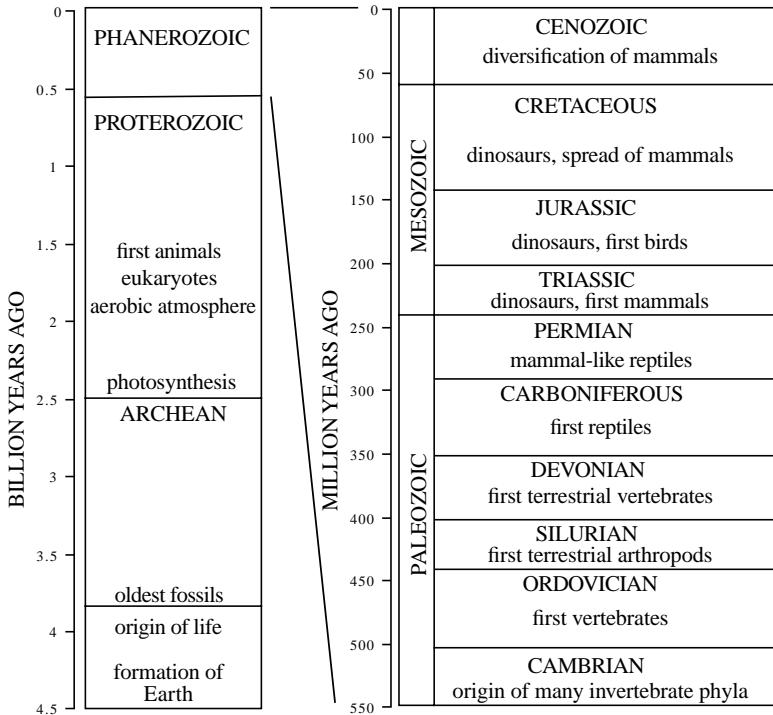 BILLION YEARS AGO
0
0.5
1
1.5
2
2.5
3
3.5
4
4.5
PHANEROZOIC
PROTEROZOIC
first animals
eukaryotes
aerobic atmosphere
photosynthesis
ARCHEAN
oldest fossils
origin of life
formation of
Earth
MILLION YEARS AGO
0
50
100
150
200
250
300
350
400
450
500
550
MESOZOIC
PALEOZOIC
CENOZOIC
diversification of mammals
CRETACEOUS
dinosaurs, spread of mammals
JURASSIC
dinosaurs, first birds
TRIASSIC
dinosaurs, first mammals
PERMIAN
mammal-like reptiles
CARBONIFEROUS
first reptiles
DEVONIAN
first terrestrial vertebrates
SILURIAN
first terrestrial arthropods
ORDOVICIAN
first vertebrates
CAMBRIAN
origin of many invertebrate phyla